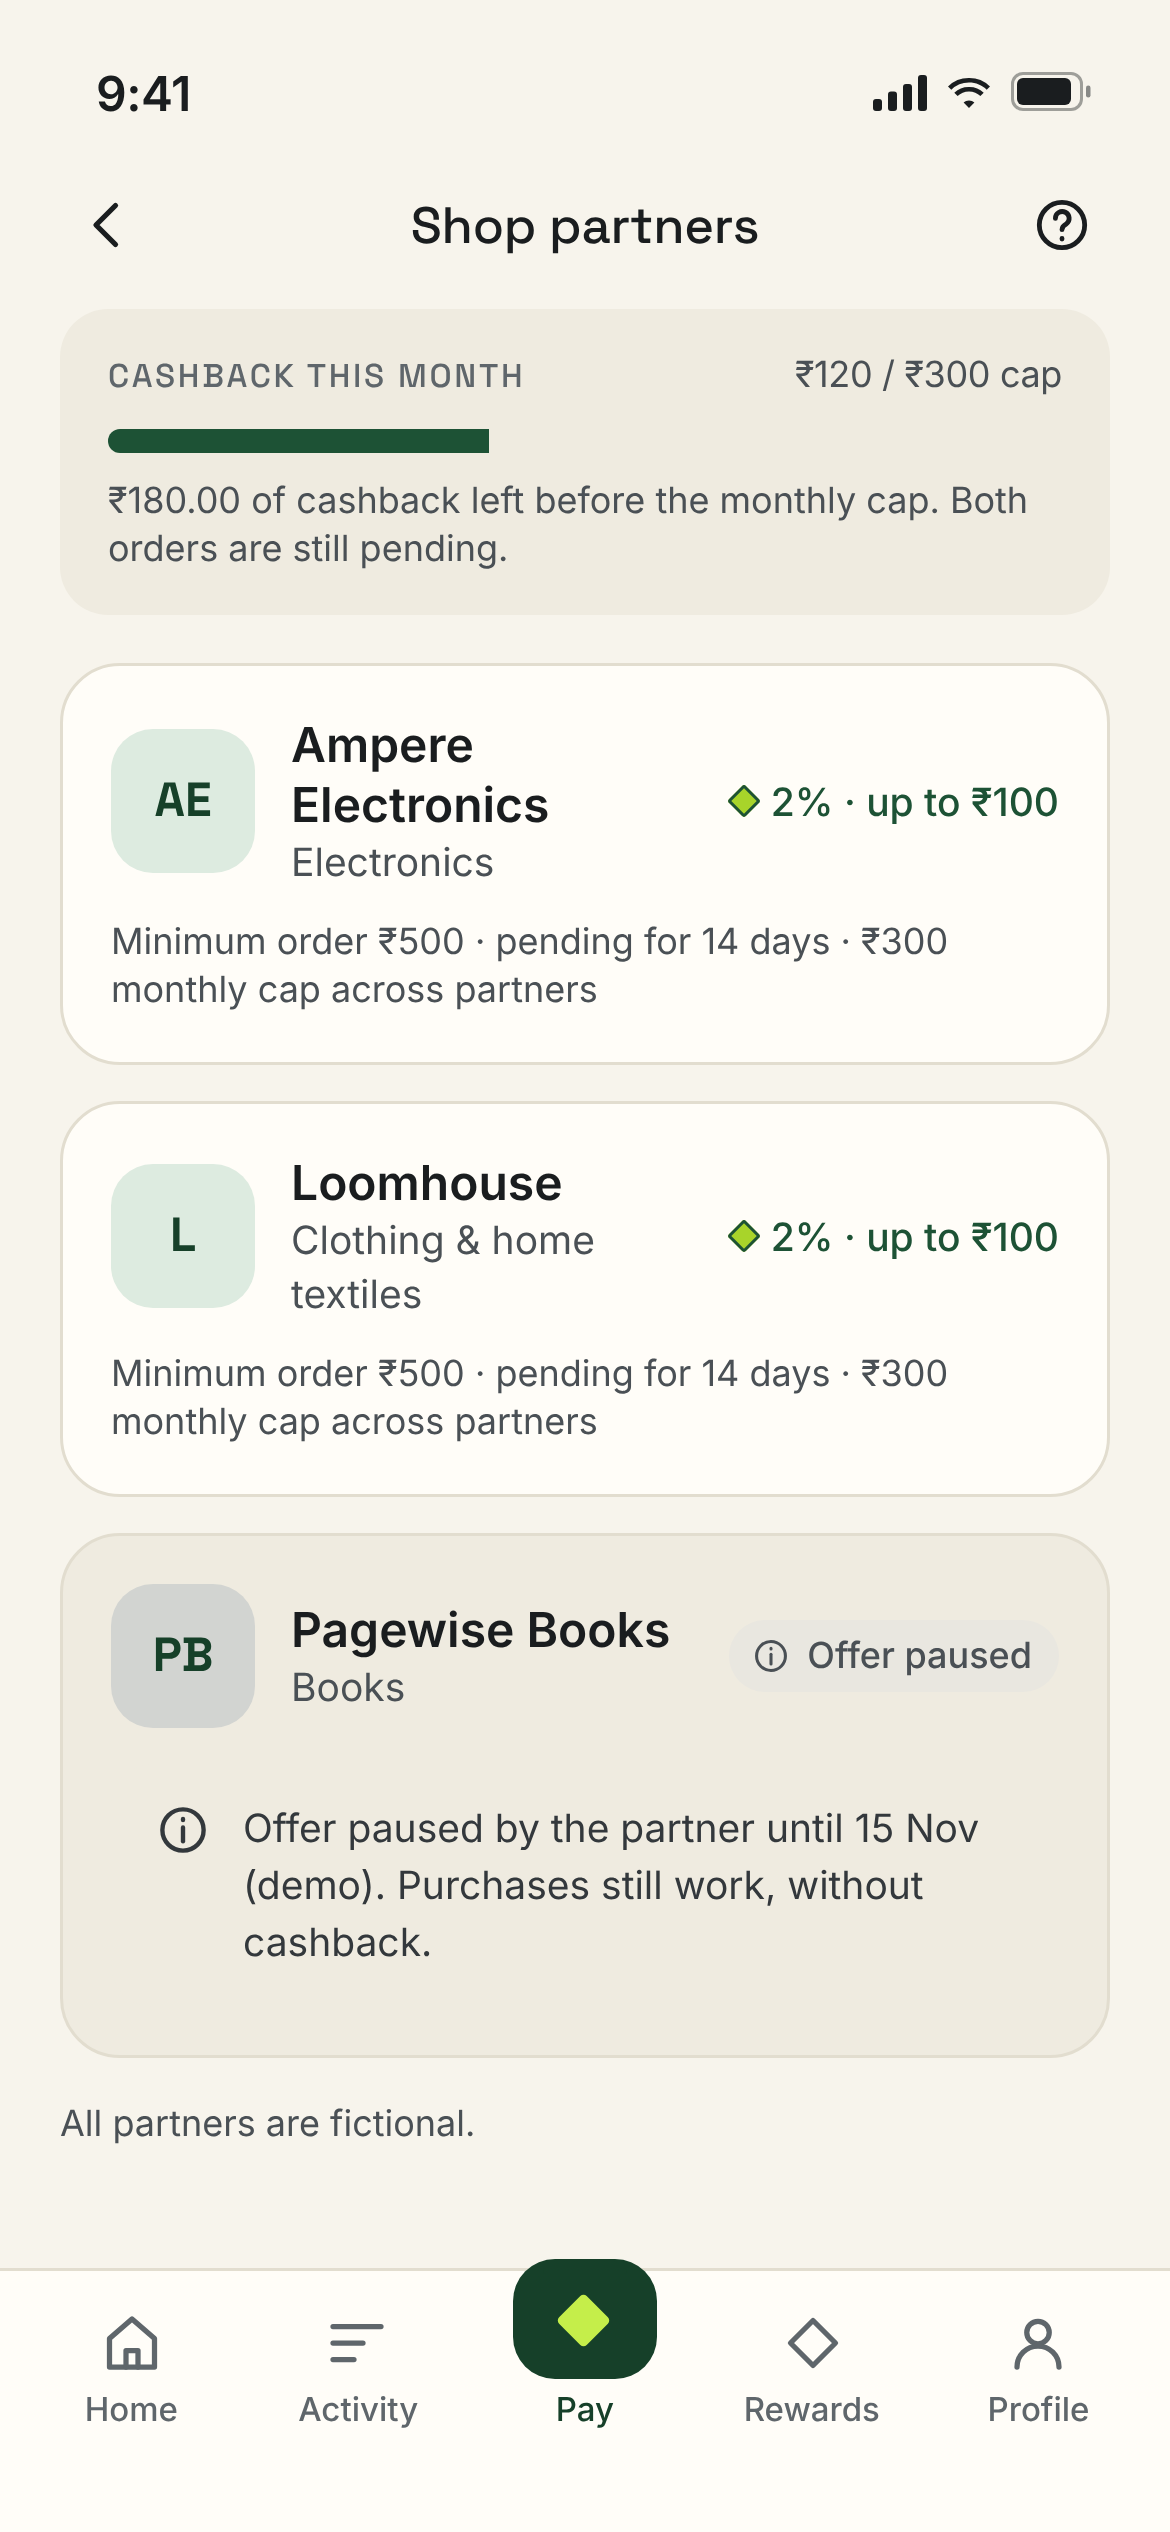 9:41
Shop partners
CASHBACK THIS MONTH
₹120 / ₹300 cap
₹180.00 of cashback left before the monthly cap. Both
orders are still pending.
AE
Ampere
Electronics
Electronics
2% · up to ₹100
Minimum order ₹500 · pending for 14 days · ₹300
monthly cap across partners
L
Loomhouse
Clothing & home
textiles
2% · up to ₹100
Minimum order ₹500 · pending for 14 days · ₹300
monthly cap across partners
PB
Pagewise Books
Books
Offer paused
Offer paused by the partner until 15 Nov
(demo). Purchases still work, without
cashback.
All partners are fictional.
Home
Activity
Pay
Rewards
Profile